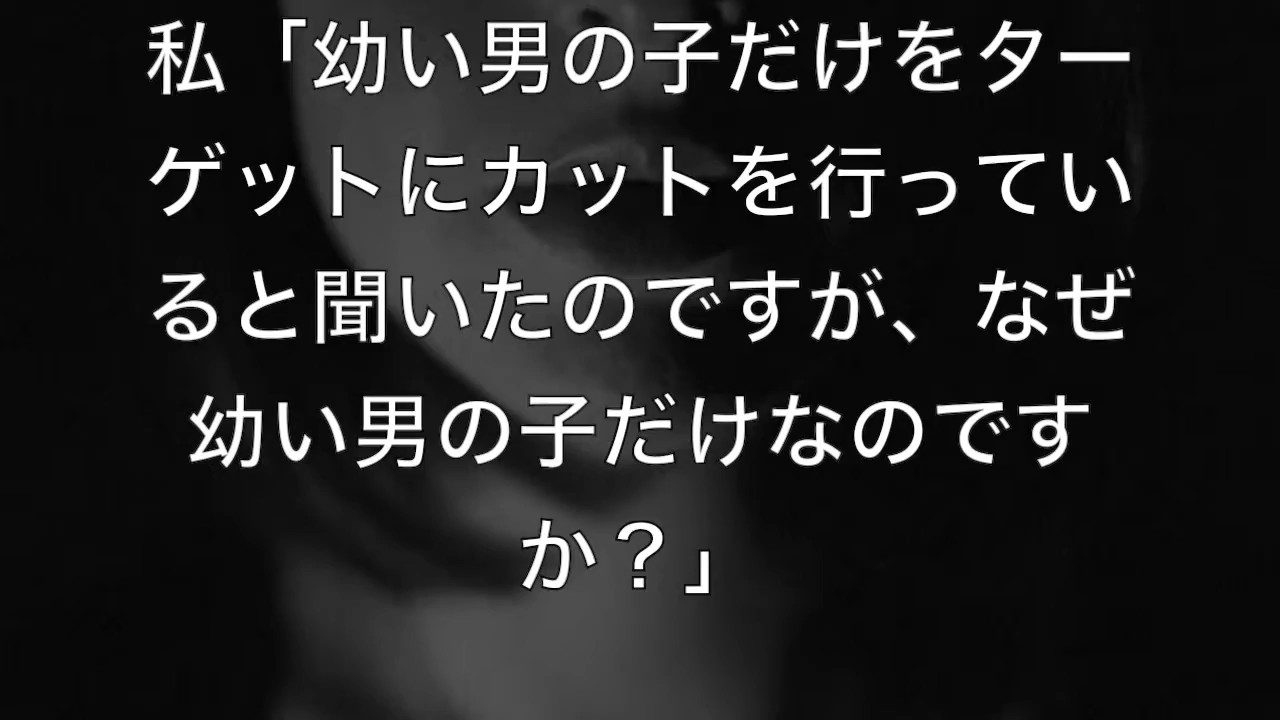 私「幼い男の子だけをター
ゲットにカットを行ってい
ると聞いたのですが、なぜ
幼い男の子だけなのです
か？」